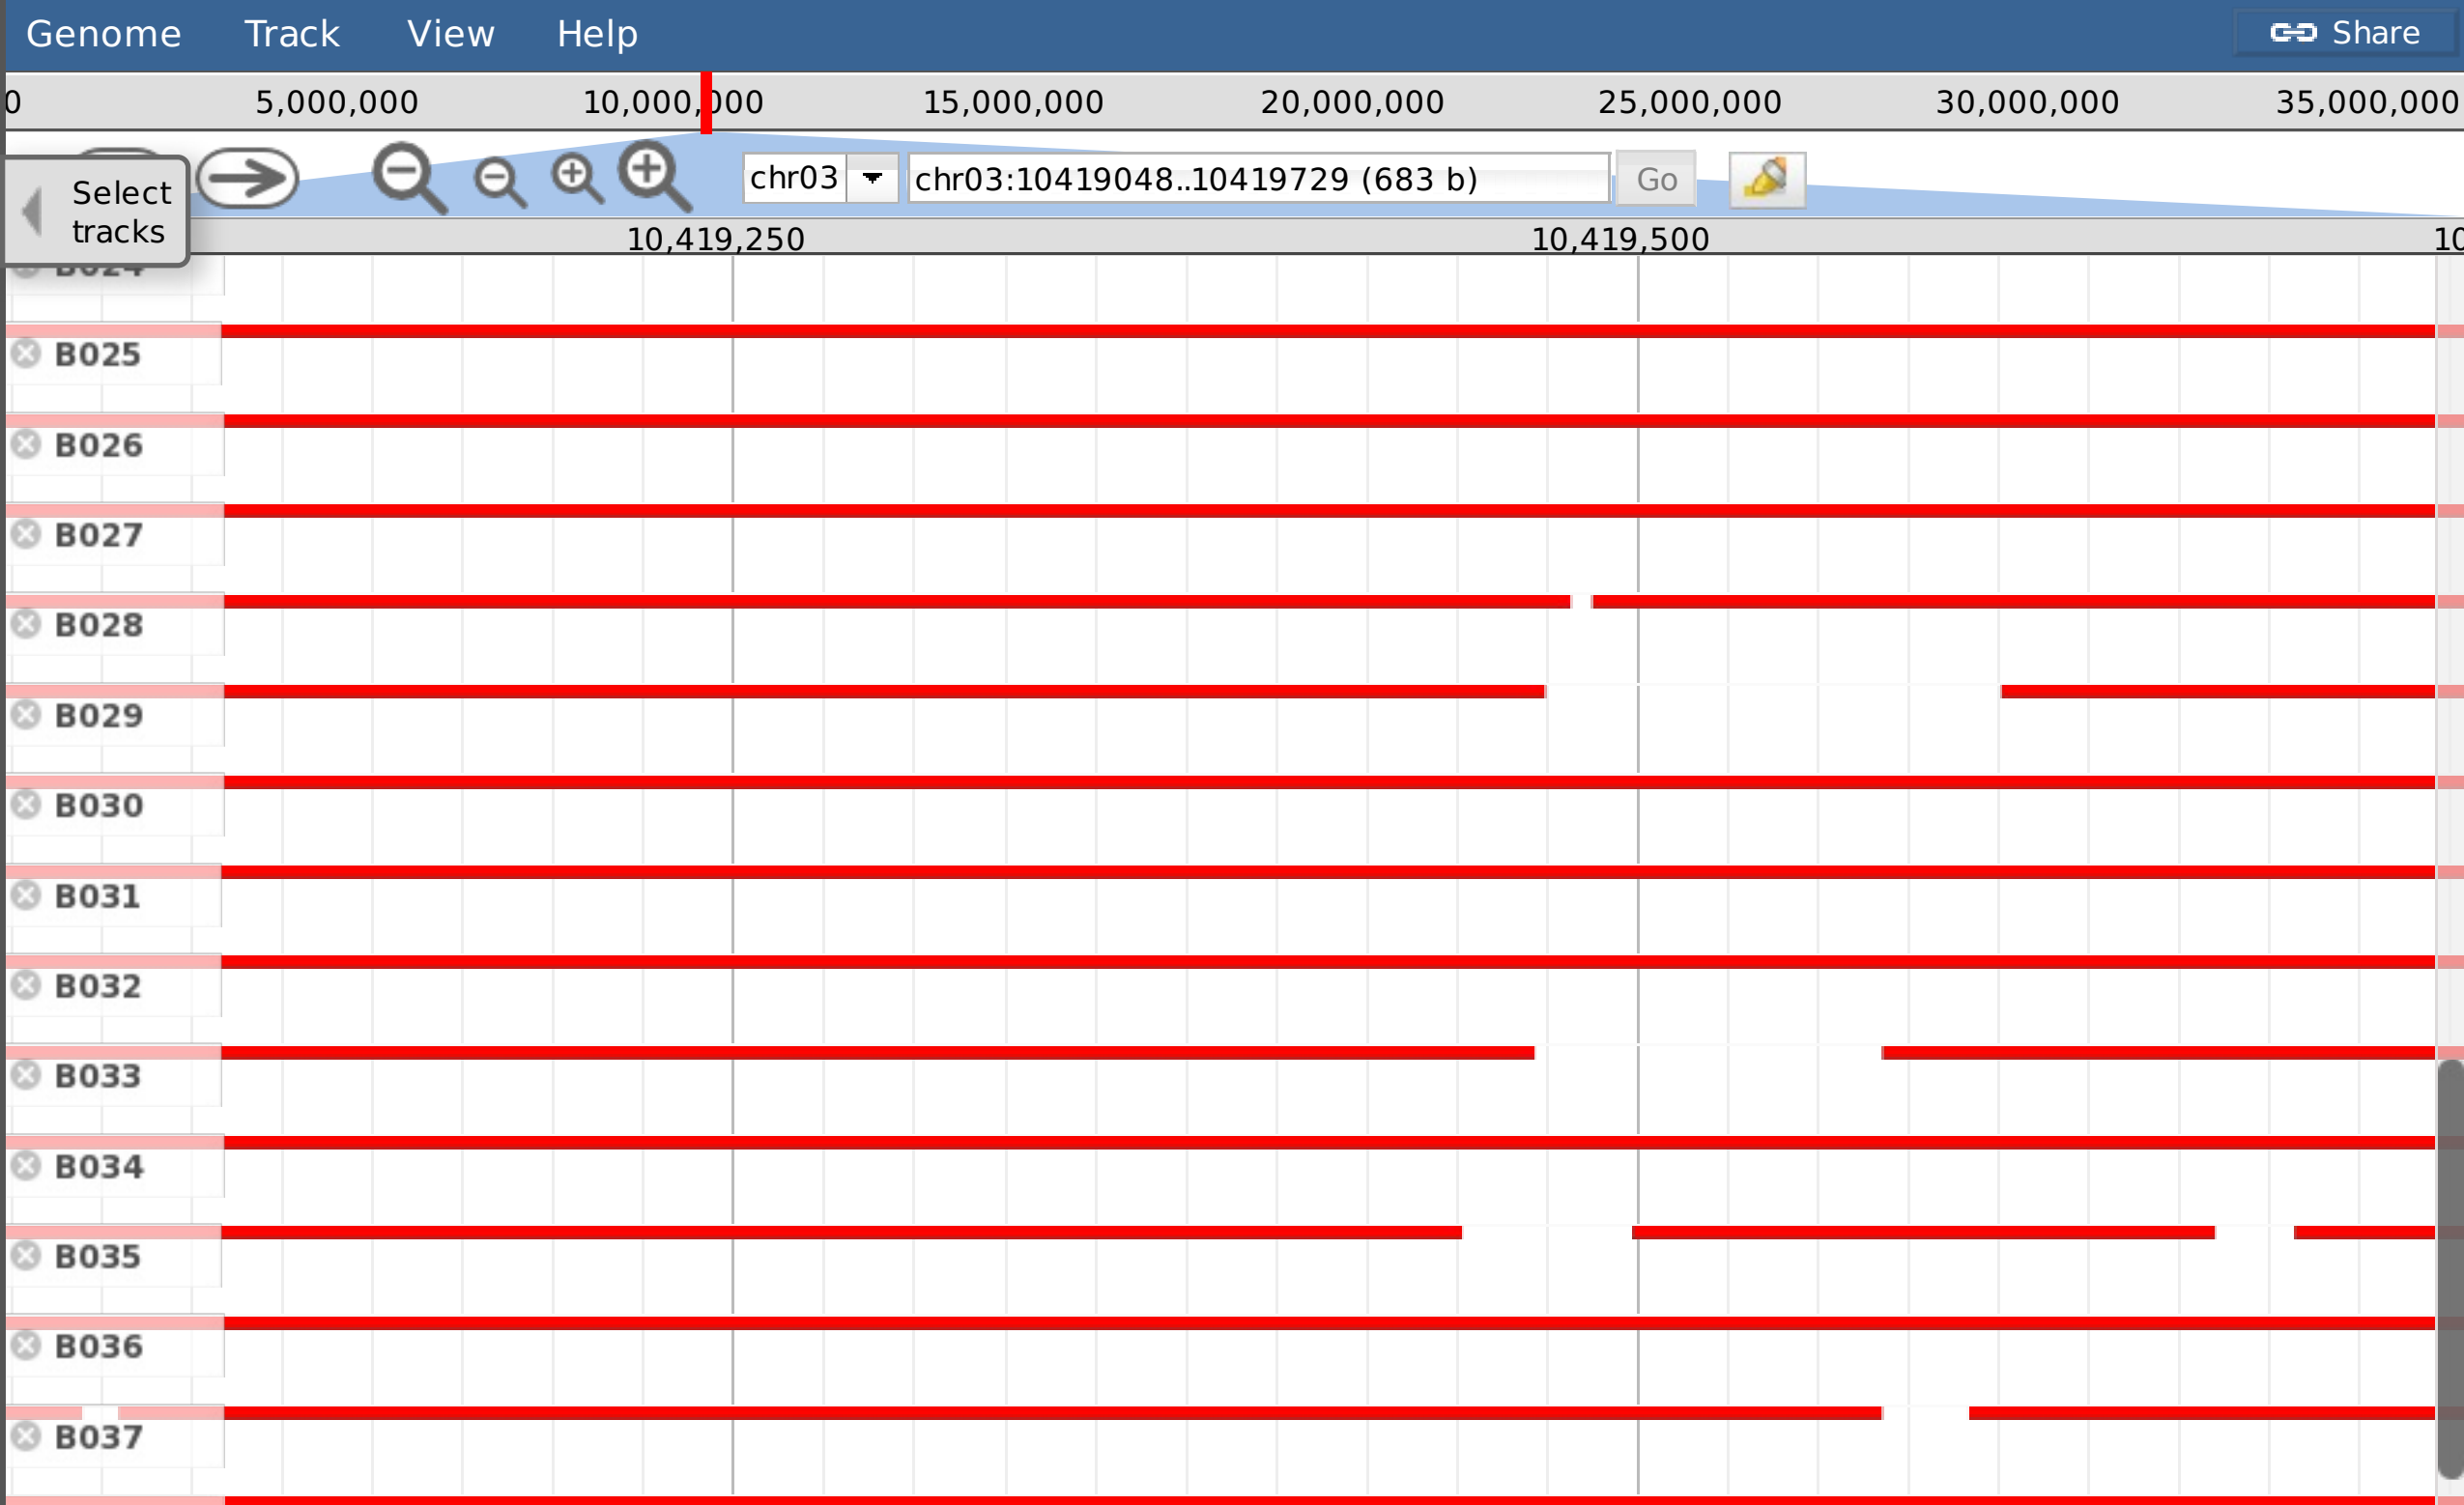 Genome Track View Help Share
0 5,000,000 10,000,000 15,000,000 20,000,000 25,000,000 30,000,000 35,000,000
Select
tracks
chr03 chr03:10419048..10419729 (683 b) Go
10,419,250 10,419,500 10
B024
B025
B026
B027
B028
B029
B030
B031
B032
B033
B034
B035
B036
B037